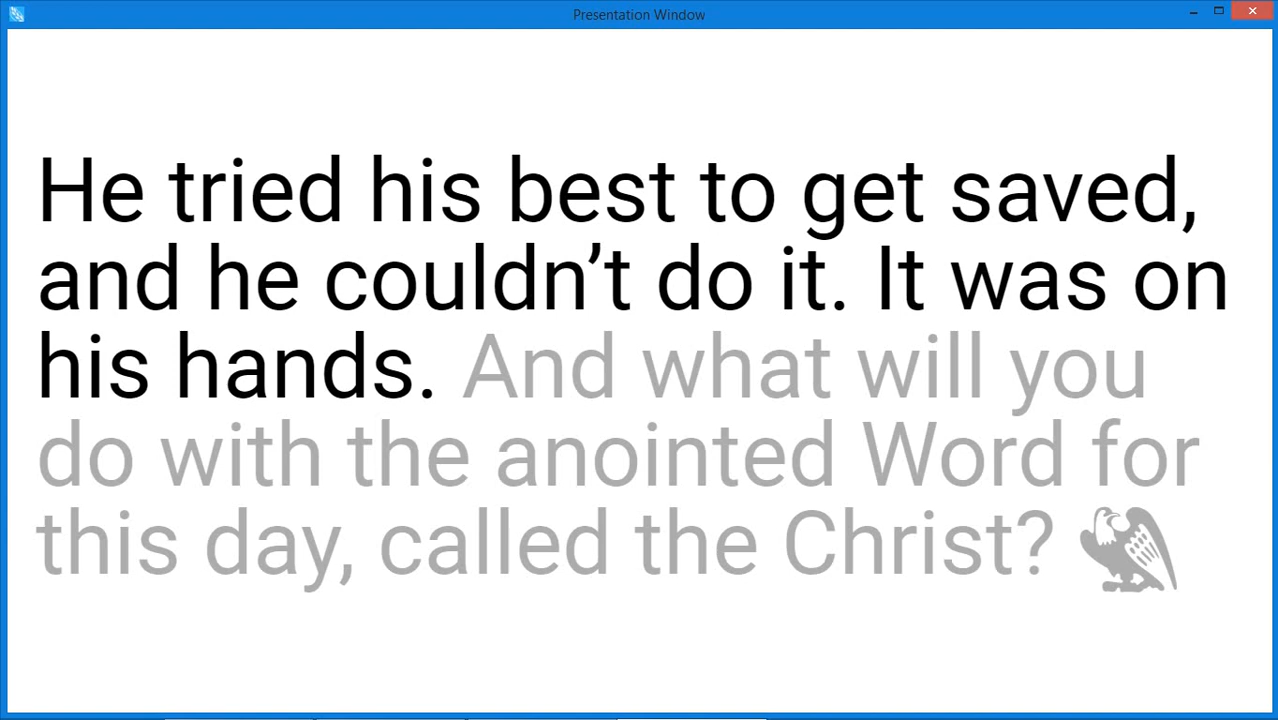 Presentation Window
He tried his best to get saved,
and he couldn’t do it. It was on
his hands. And what will you
do with the anointed Word for
this day, called the Christ?